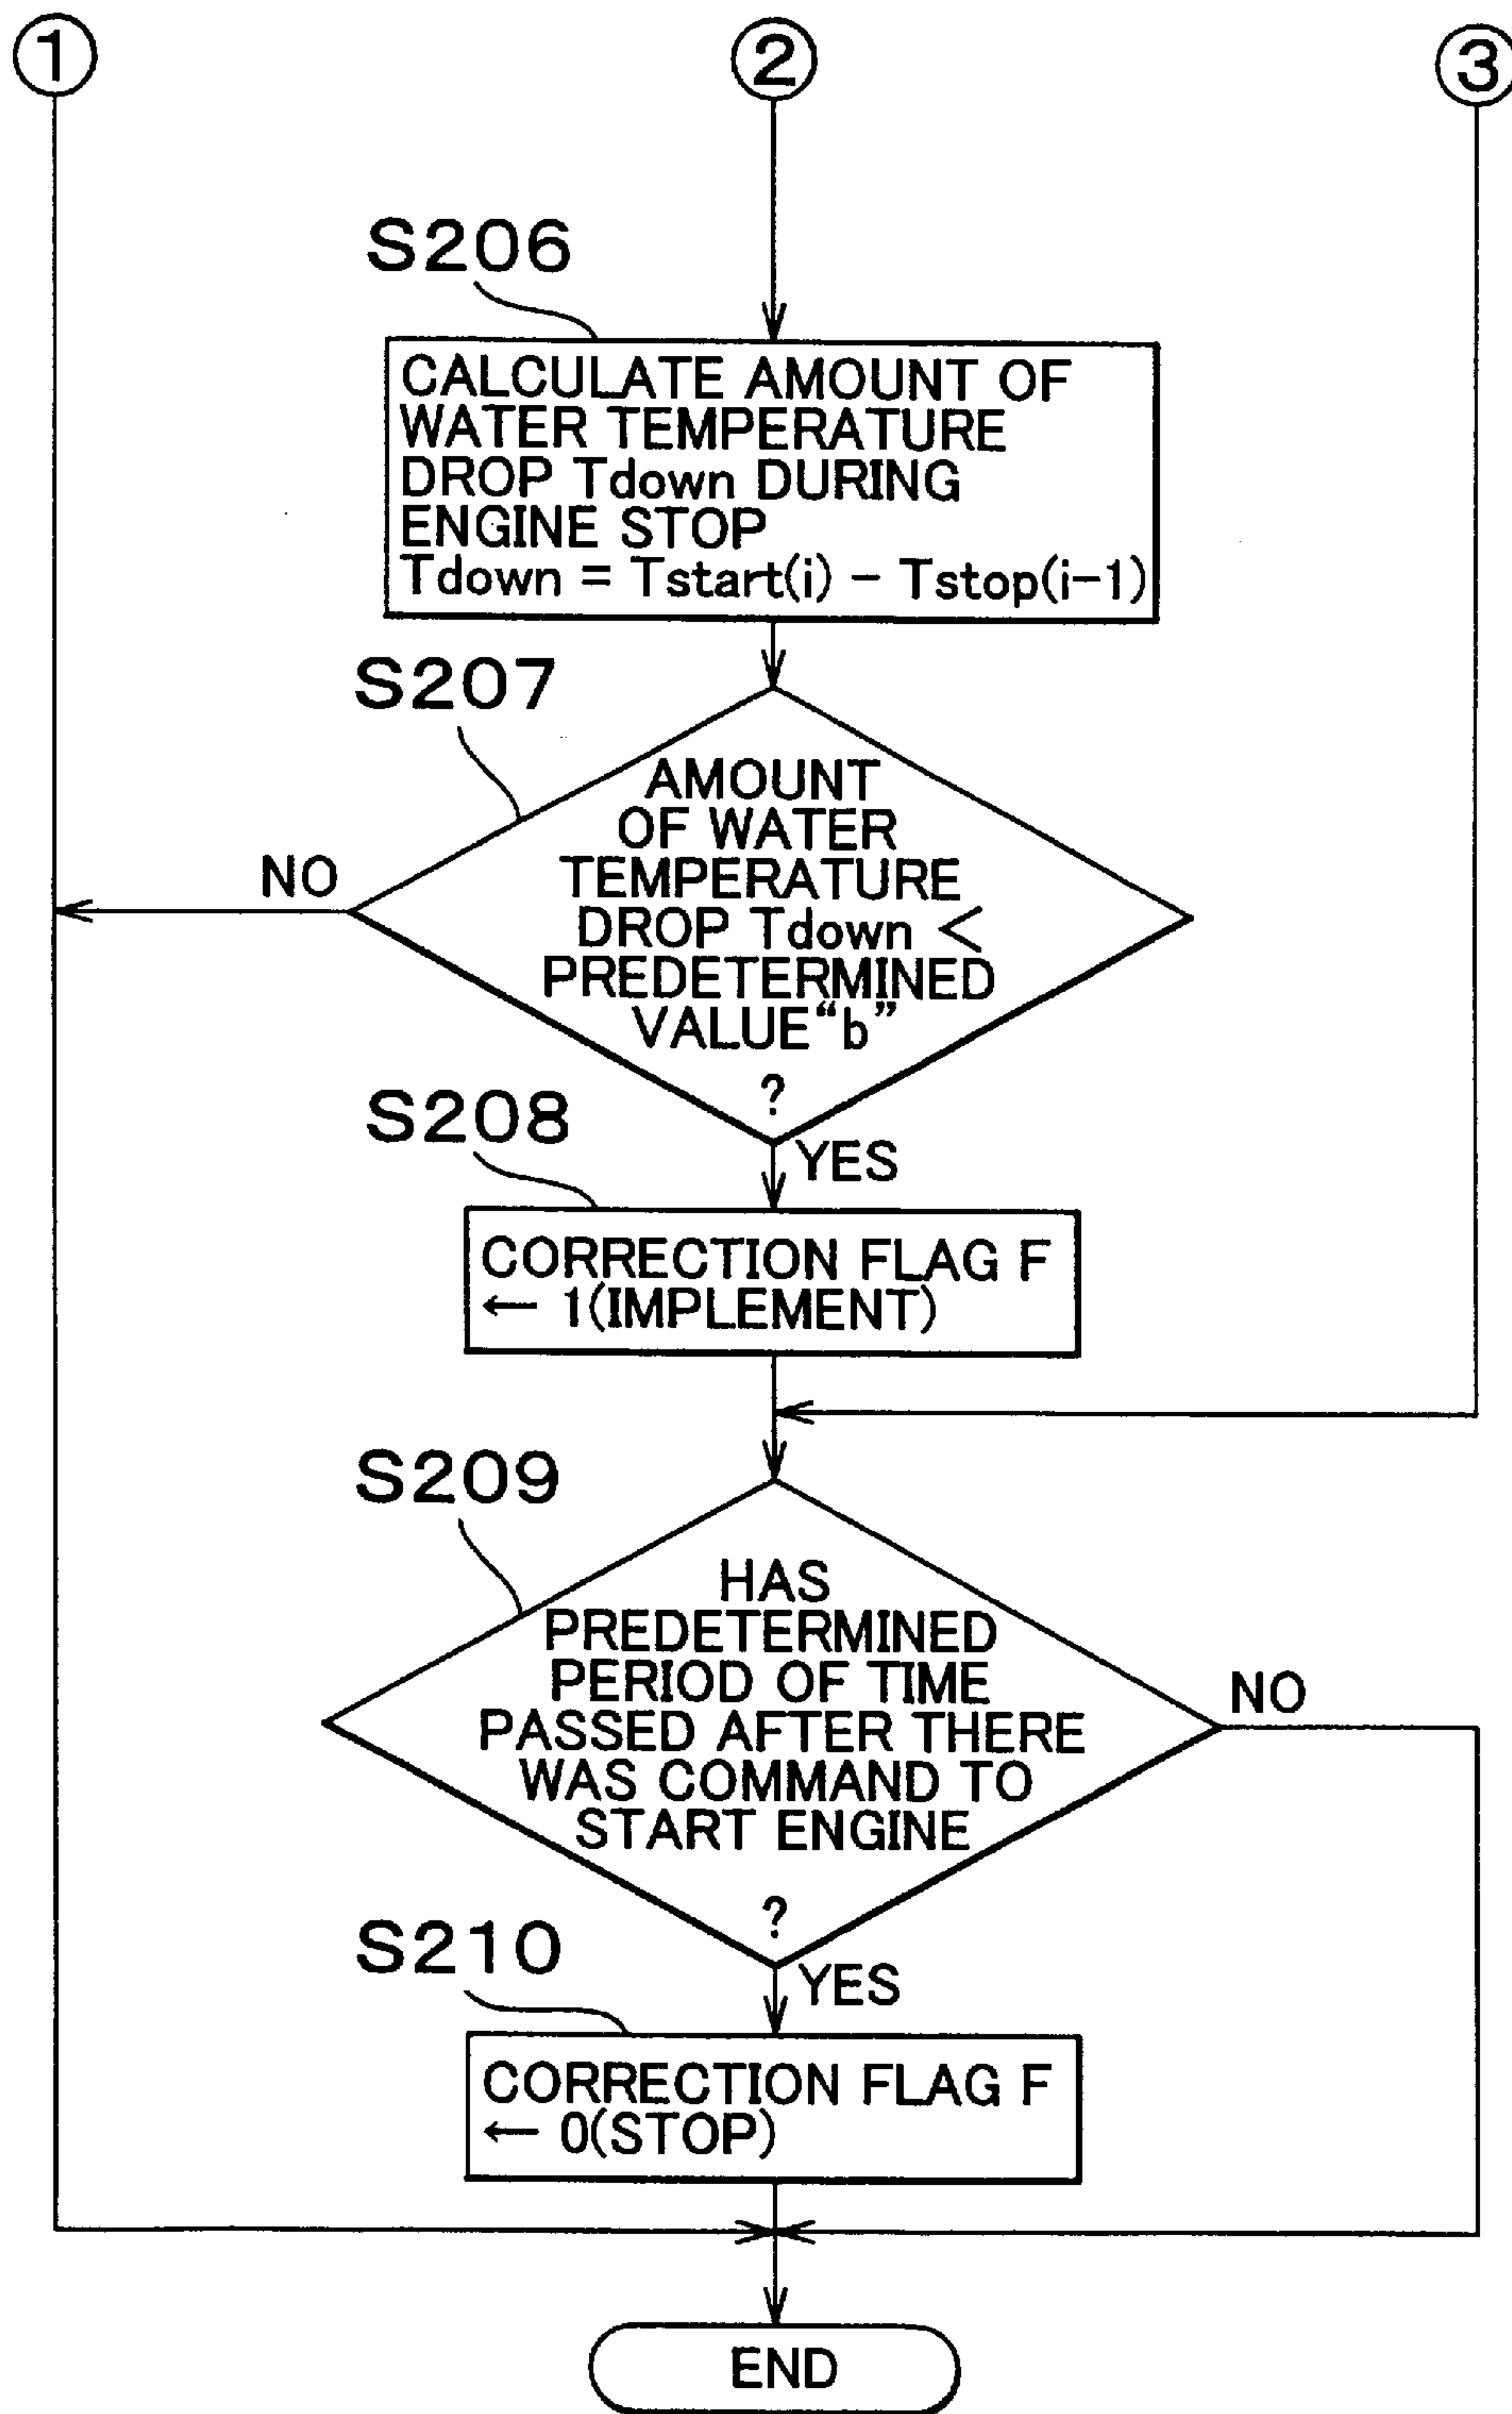 ① ② ③
S206
CALCULATE AMOUNT OF
WATER TEMPERATURE
DROP Tdown DURING
ENGINE STOP
Tdown = Tstart(i) − Tstop(i-1)
S207
AMOUNT
OF WATER
TEMPERATURE
DROP Tdown <
PREDETERMINED
VALUE“b”
?
NO
YES
S208
CORRECTION FLAG F
← 1(IMPLEMENT)
S209
HAS
PREDETERMINED
PERIOD OF TIME
PASSED AFTER THERE
WAS COMMAND TO
START ENGINE
?
NO
YES
S210
CORRECTION FLAG F
← 0(STOP)
END